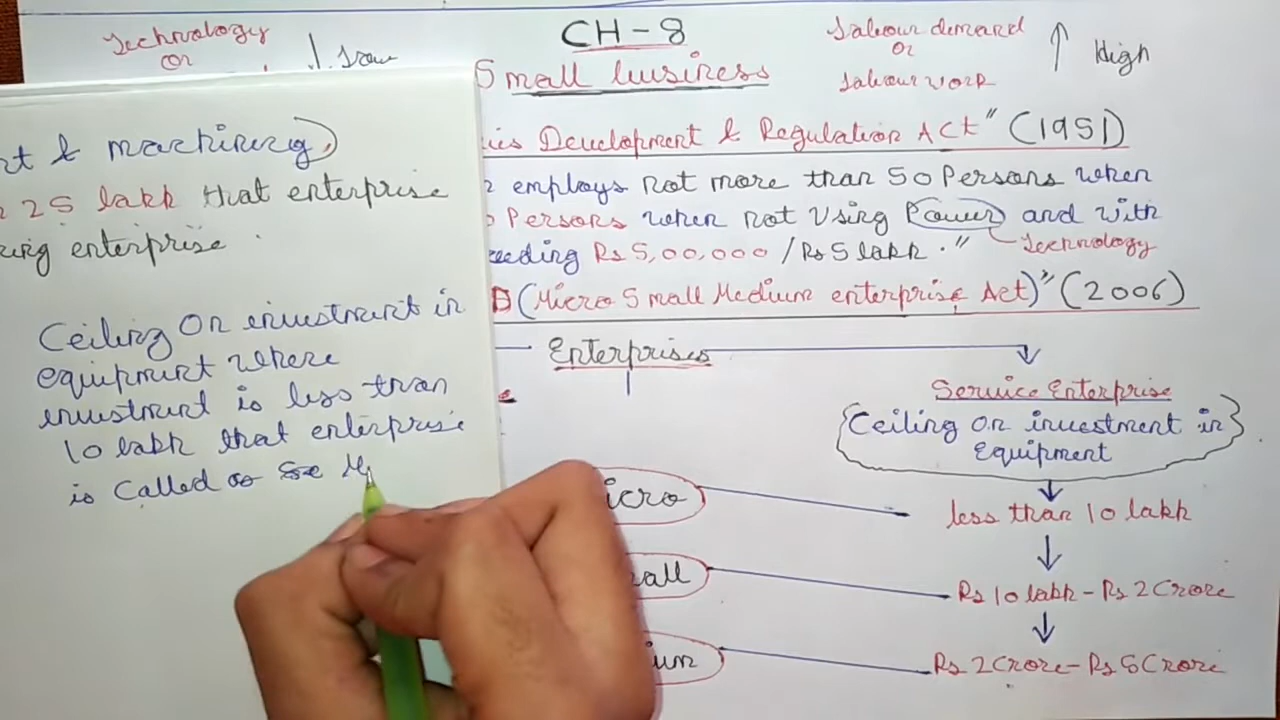 CH-8
Small business
Technology
or
Low
Labour demand
or
Labour work
High
Development & Regulation Act" (1951)
employs not more than 50 Persons when
Persons when not Using Power and with
Technology
Rs 5,00,000 / Rs 5 lakh."
(Micro Small Medium enterprise Act)" (2006)
Enterprises
Service Enterprise
Ceiling On investment in
Equipment
less than 10 lakh
Rs 10 lakh - Rs 2 Crore
Rs 2 Crore - Rs 5 Crore
& machinery)
25 lakh that enterprise
enterprise.
Ceiling On investment in
equipment where
investment is less than
10 lakh that enterprise
is Called as